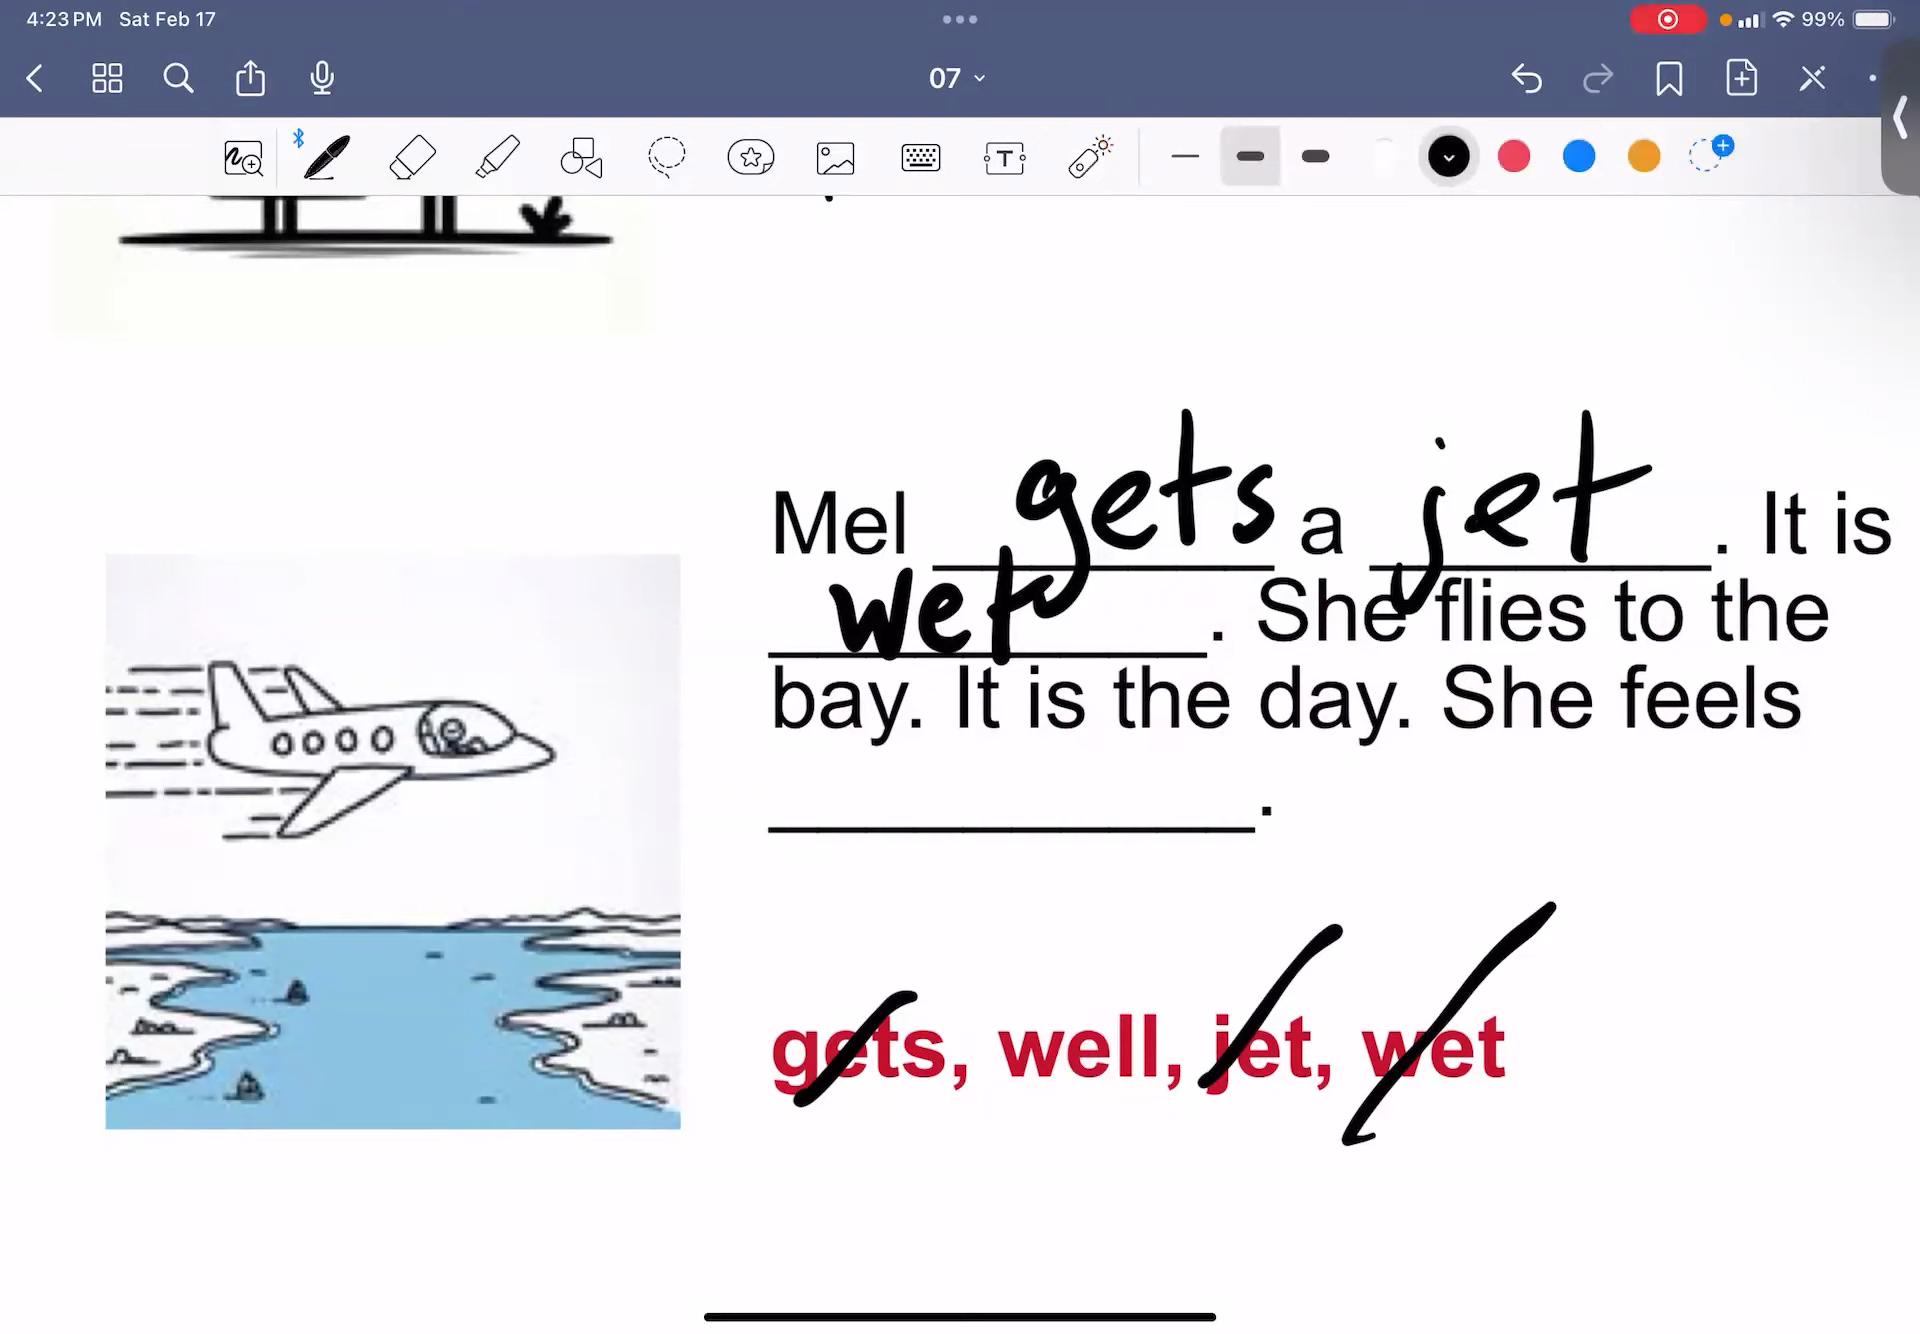 4:23 PM Sat Feb 17 99%
07
T
Mel gets a jet. It is
wet. She flies to the
bay. It is the day. She feels
____________.
gets, well, jet, wet